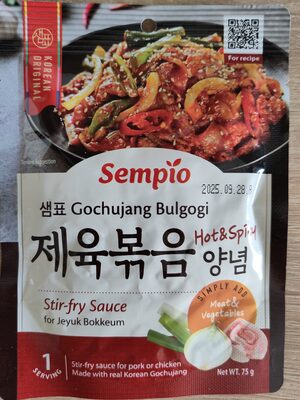 KOREAN
ORIGINAL
For recipe
Serving Suggestion
Sempio
2025.09.28.
샘표 Gochujang Bulgogi
Hot&Spicy
제육볶음 양념
Stir-fry Sauce
for Jeyuk Bokkeum
SIMPLY ADD
Meat&
Vegetables
1
SERVING
Stir-fry sauce for pork or chicken
Made with real Korean Gochujang
Net Wt. 75 g